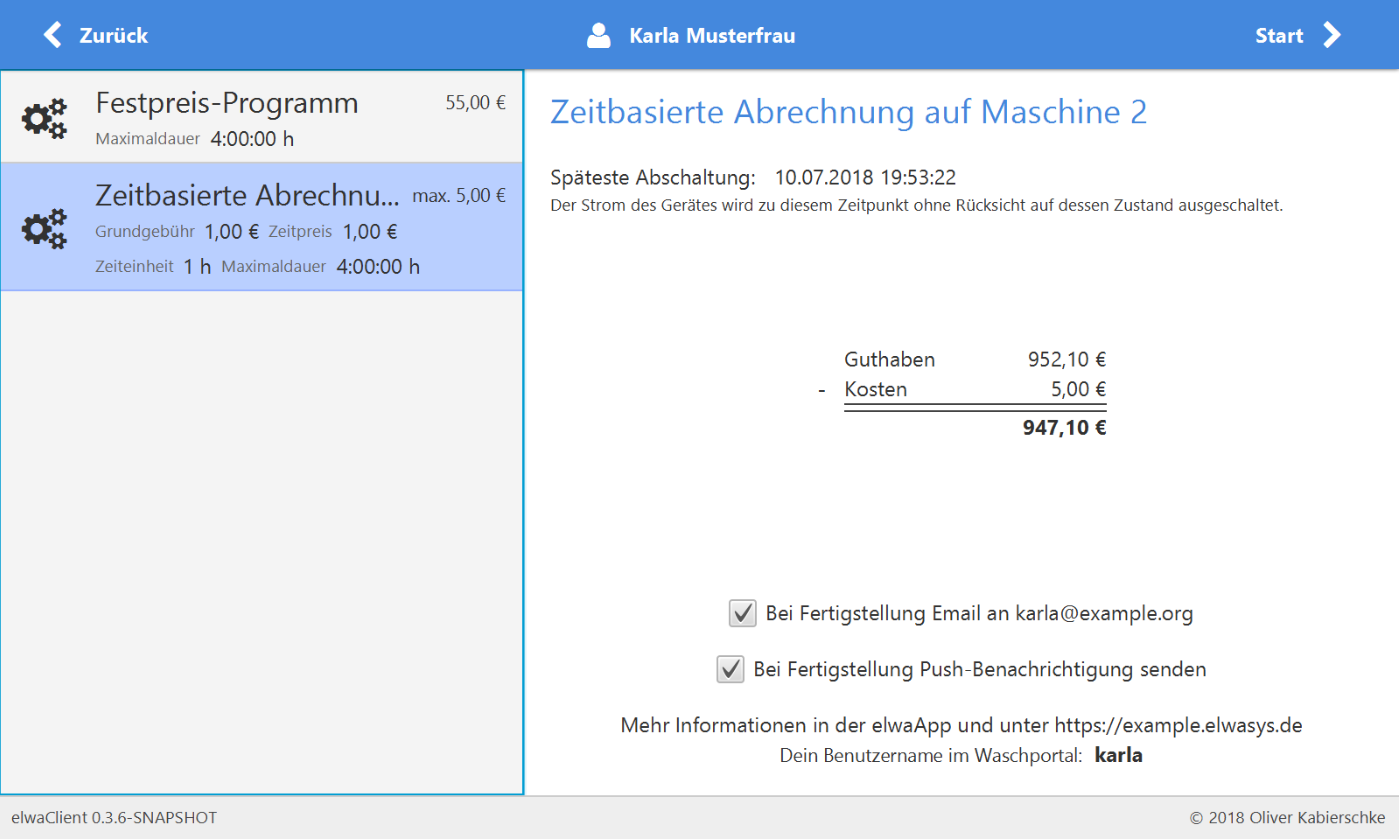 Zurück
Karla Musterfrau
Start
Festpreis-Programm 55,00 €
Maximaldauer 4:00:00 h
Zeitbasierte Abrechnu... max. 5,00 €
Grundgebühr 1,00 € Zeitpreis 1,00 €
Zeiteinheit 1 h Maximaldauer 4:00:00 h
Zeitbasierte Abrechnung auf Maschine 2
Späteste Abschaltung: 10.07.2018 19:53:22
Der Strom des Gerätes wird zu diesem Zeitpunkt ohne Rücksicht auf dessen Zustand ausgeschaltet.
Guthaben 952,10 €
- Kosten 5,00 €
947,10 €
Bei Fertigstellung Email an karla@example.org
Bei Fertigstellung Push-Benachrichtigung senden
Mehr Informationen in der elwaApp und unter https://example.elwasys.de
Dein Benutzername im Waschportal: karla
elwaClient 0.3.6-SNAPSHOT
© 2018 Oliver Kabierschke